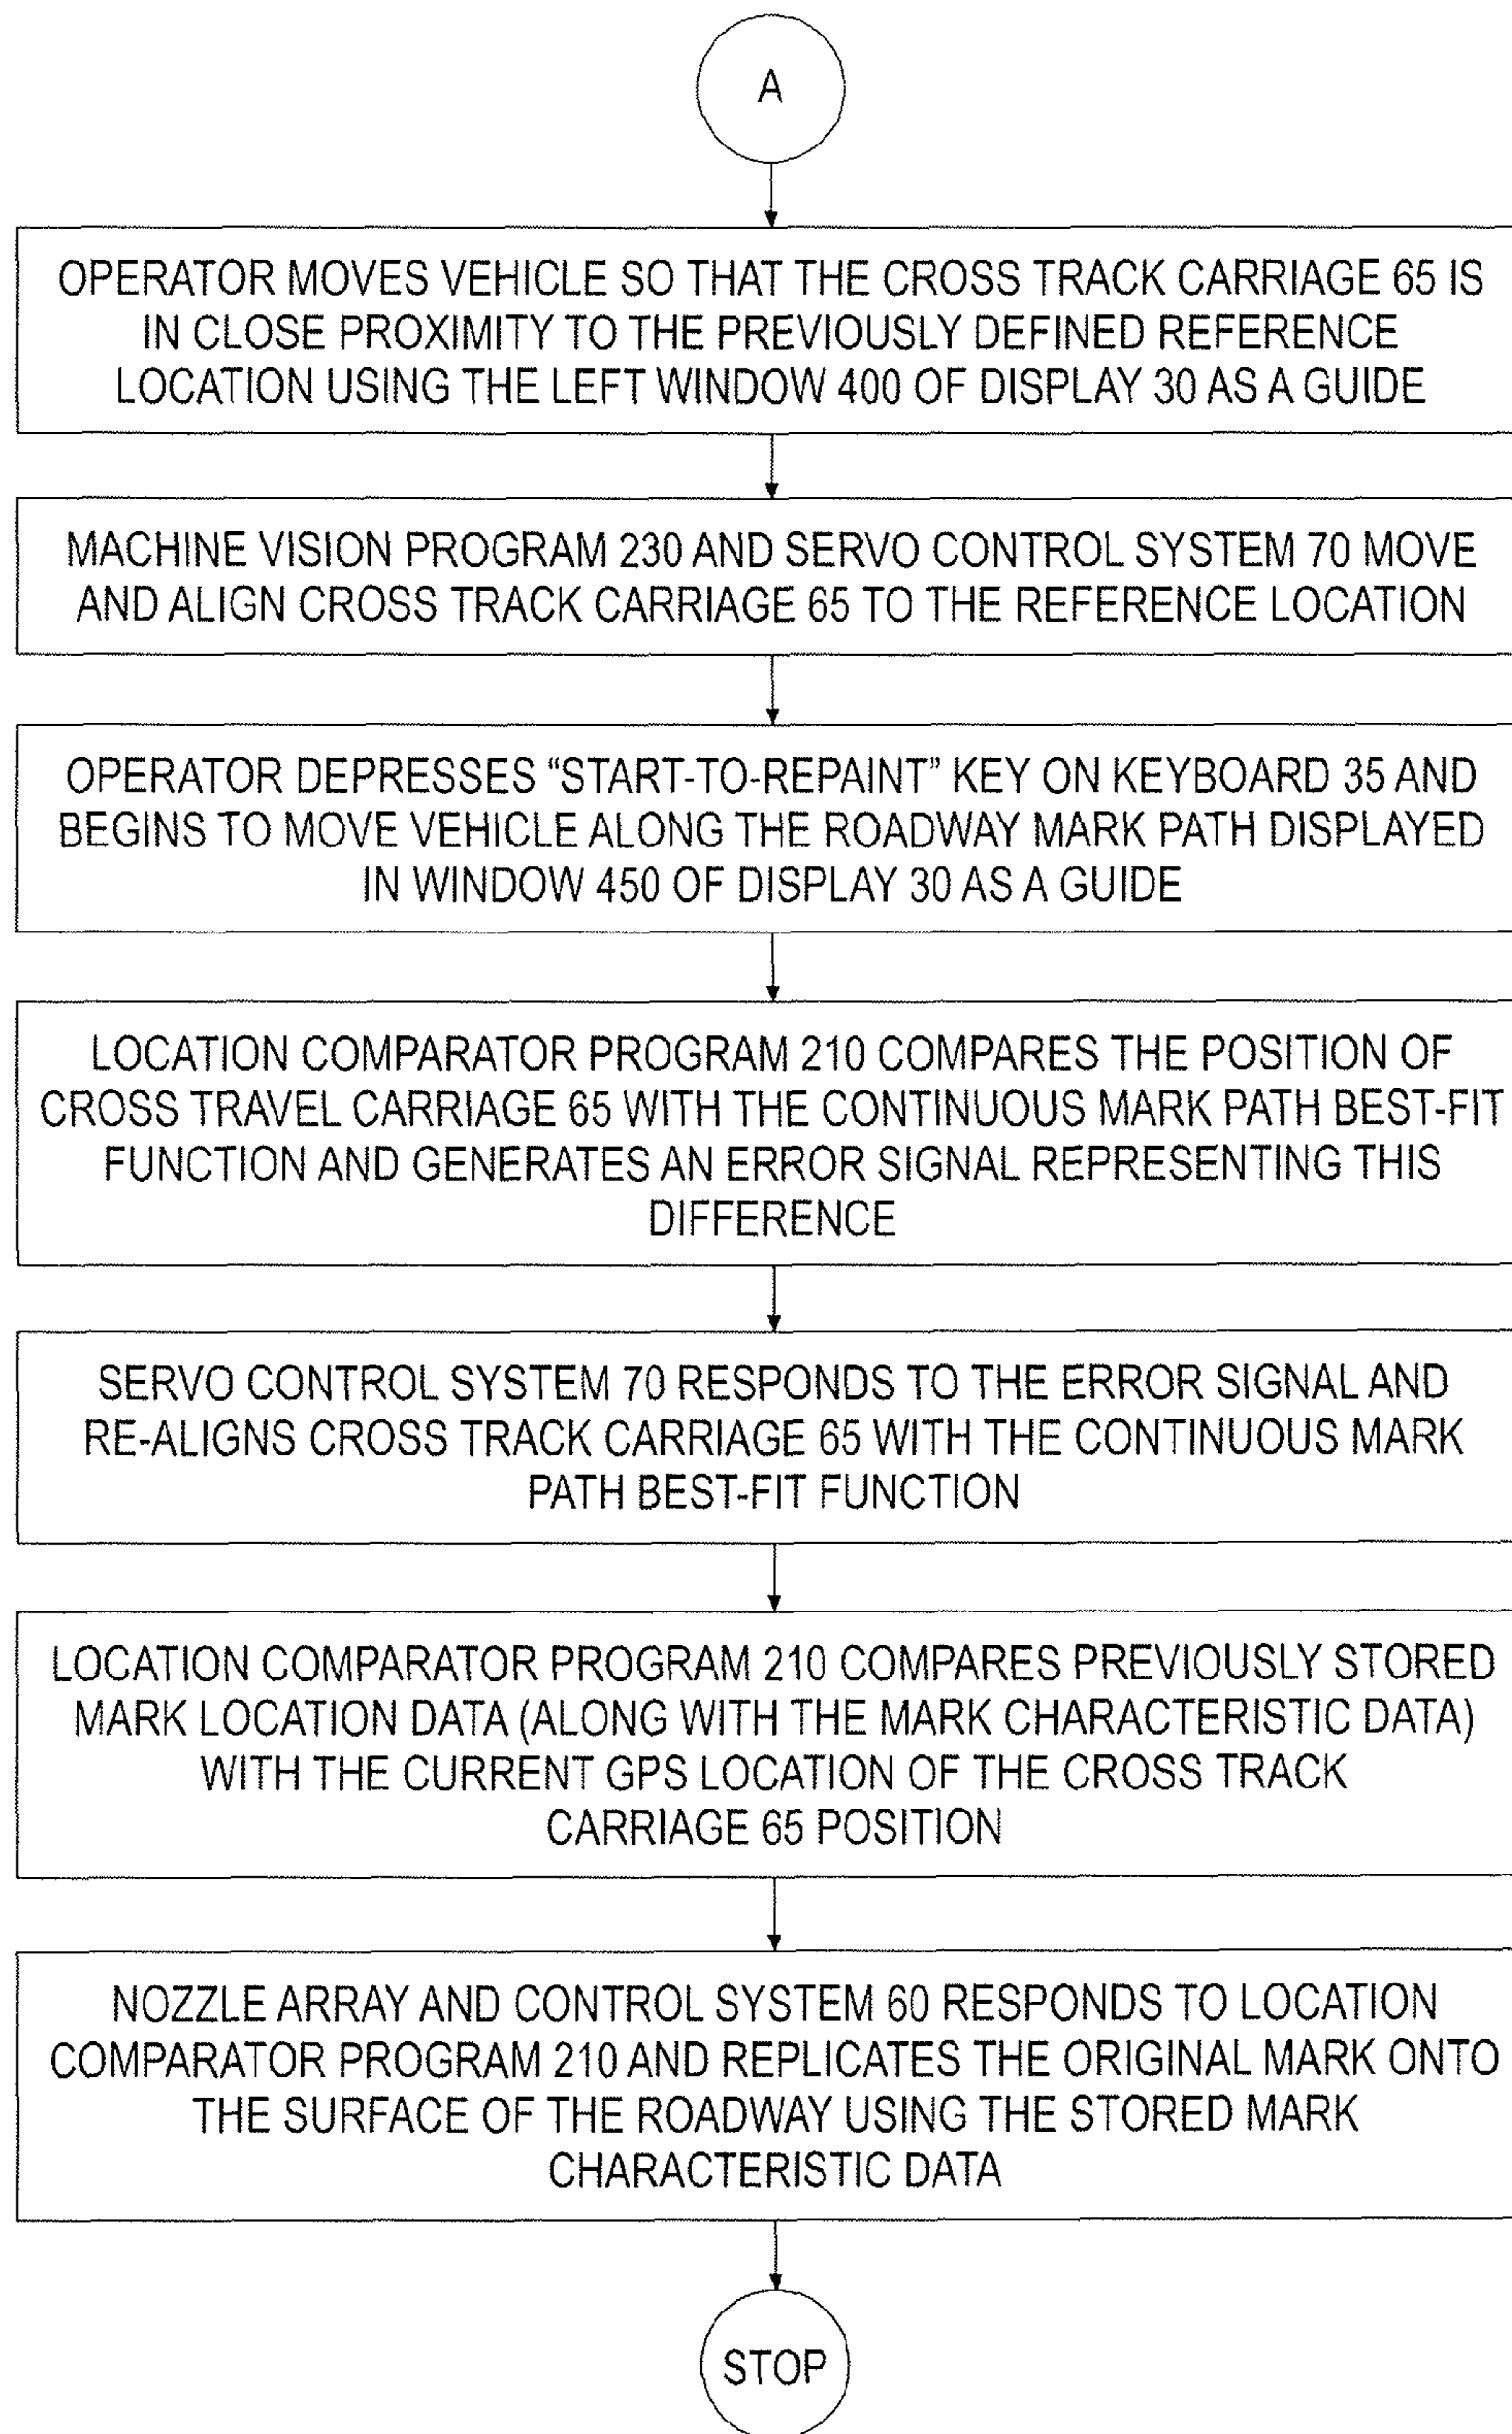 A
OPERATOR MOVES VEHICLE SO THAT THE CROSS TRACK CARRIAGE 65 IS
IN CLOSE PROXIMITY TO THE PREVIOUSLY DEFINED REFERENCE
LOCATION USING THE LEFT WINDOW 400 OF DISPLAY 30 AS A GUIDE
MACHINE VISION PROGRAM 230 AND SERVO CONTROL SYSTEM 70 MOVE
AND ALIGN CROSS TRACK CARRIAGE 65 TO THE REFERENCE LOCATION
OPERATOR DEPRESSES “START-TO-REPAINT” KEY ON KEYBOARD 35 AND
BEGINS TO MOVE VEHICLE ALONG THE ROADWAY MARK PATH DISPLAYED
IN WINDOW 450 OF DISPLAY 30 AS A GUIDE
LOCATION COMPARATOR PROGRAM 210 COMPARES THE POSITION OF
CROSS TRAVEL CARRIAGE 65 WITH THE CONTINUOUS MARK PATH BEST-FIT
FUNCTION AND GENERATES AN ERROR SIGNAL REPRESENTING THIS
DIFFERENCE
SERVO CONTROL SYSTEM 70 RESPONDS TO THE ERROR SIGNAL AND
RE-ALIGNS CROSS TRACK CARRIAGE 65 WITH THE CONTINUOUS MARK
PATH BEST-FIT FUNCTION
LOCATION COMPARATOR PROGRAM 210 COMPARES PREVIOUSLY STORED
MARK LOCATION DATA (ALONG WITH THE MARK CHARACTERISTIC DATA)
WITH THE CURRENT GPS LOCATION OF THE CROSS TRACK
CARRIAGE 65 POSITION
NOZZLE ARRAY AND CONTROL SYSTEM 60 RESPONDS TO LOCATION
COMPARATOR PROGRAM 210 AND REPLICATES THE ORIGINAL MARK ONTO
THE SURFACE OF THE ROADWAY USING THE STORED MARK
CHARACTERISTIC DATA
STOP